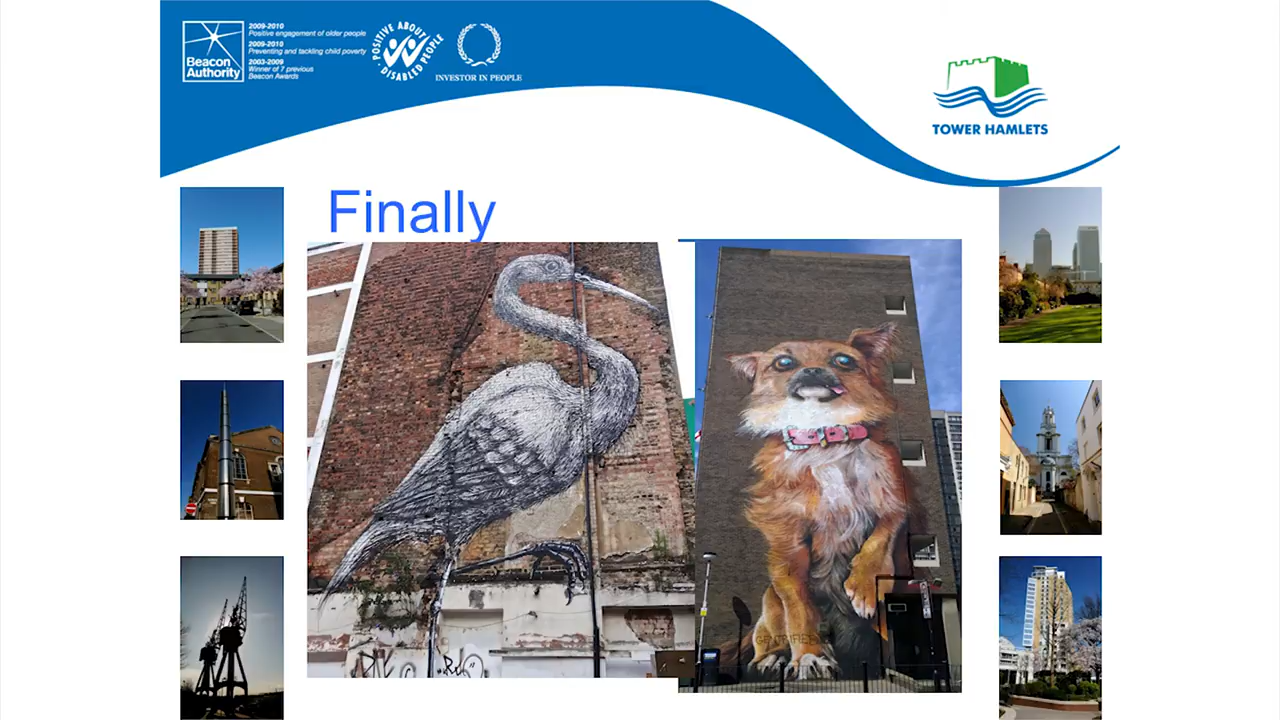 2009-2010
Positive engagement of older people
2009-2010
Preventing and tackling child poverty
2003-2009
Winner of 7 previous
Beacon Awards
Beacon
Authority
POSITIVE ABOUT
DISABLED PEOPLE
INVESTOR IN PEOPLE
TOWER HAMLETS
Finally